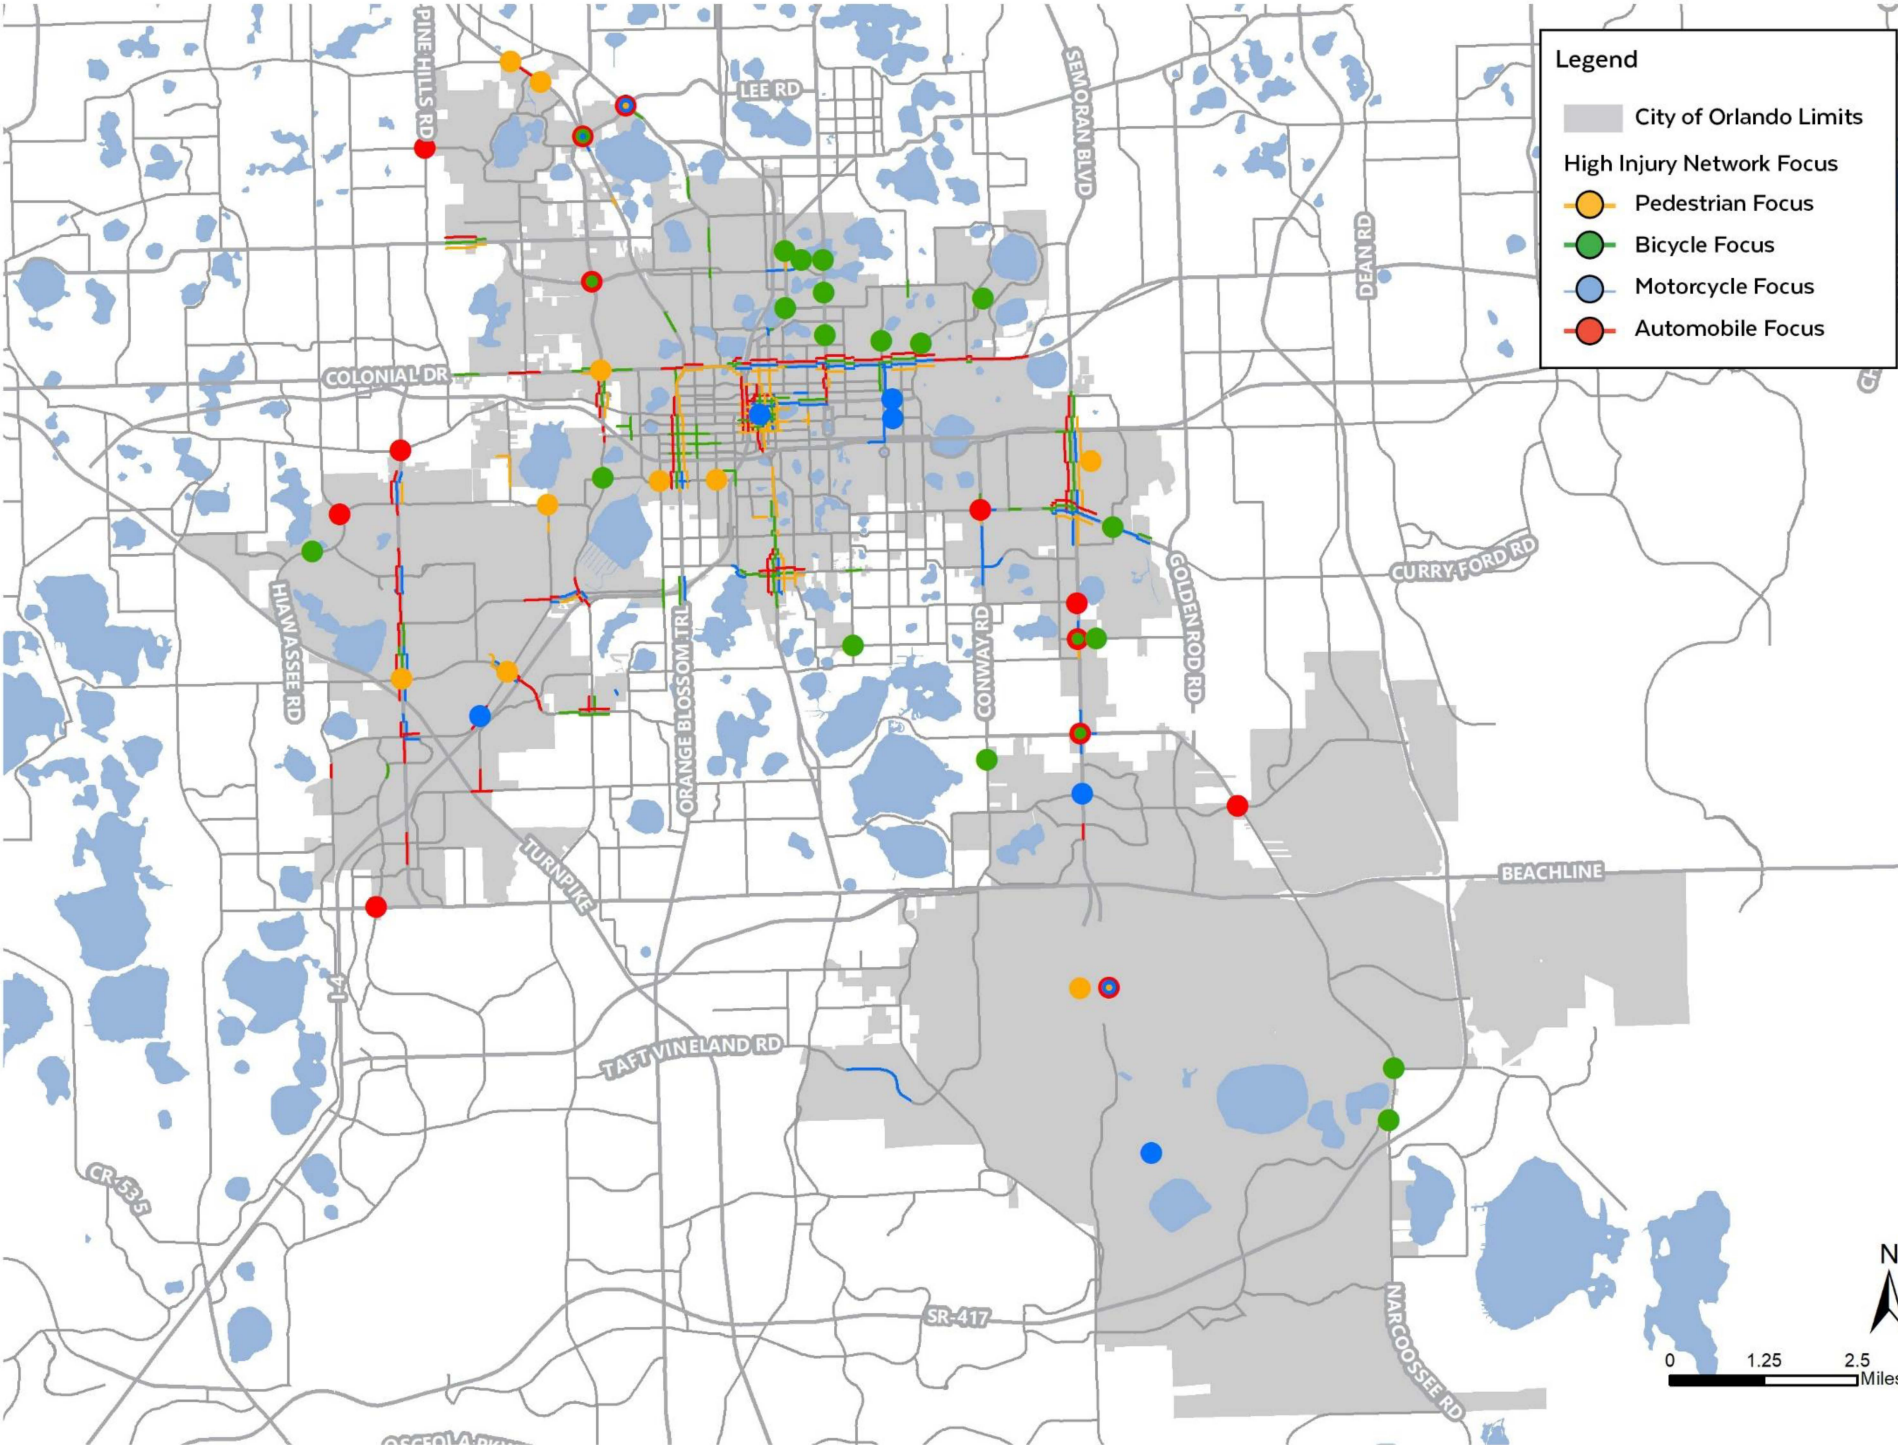 PINE HILLS RD
LEE RD
SEMORAN BLVD
DEAN RD
Legend
City of Orlando Limits
High Injury Network Focus
Pedestrian Focus
Bicycle Focus
Motorcycle Focus
Automobile Focus
COLONIAL DR
CH
HIAWASSEE RD
ORANGE BLOSSOM TRL
CONWAY RD
GOLDEN ROD RD
CURRY FORD RD
TURNPIKE
BEACHLINE
I-4
TAFT VINELAND RD
CR-535
SR-417
NARCOOSSEE RD
N
0 1.25 2.5
Miles